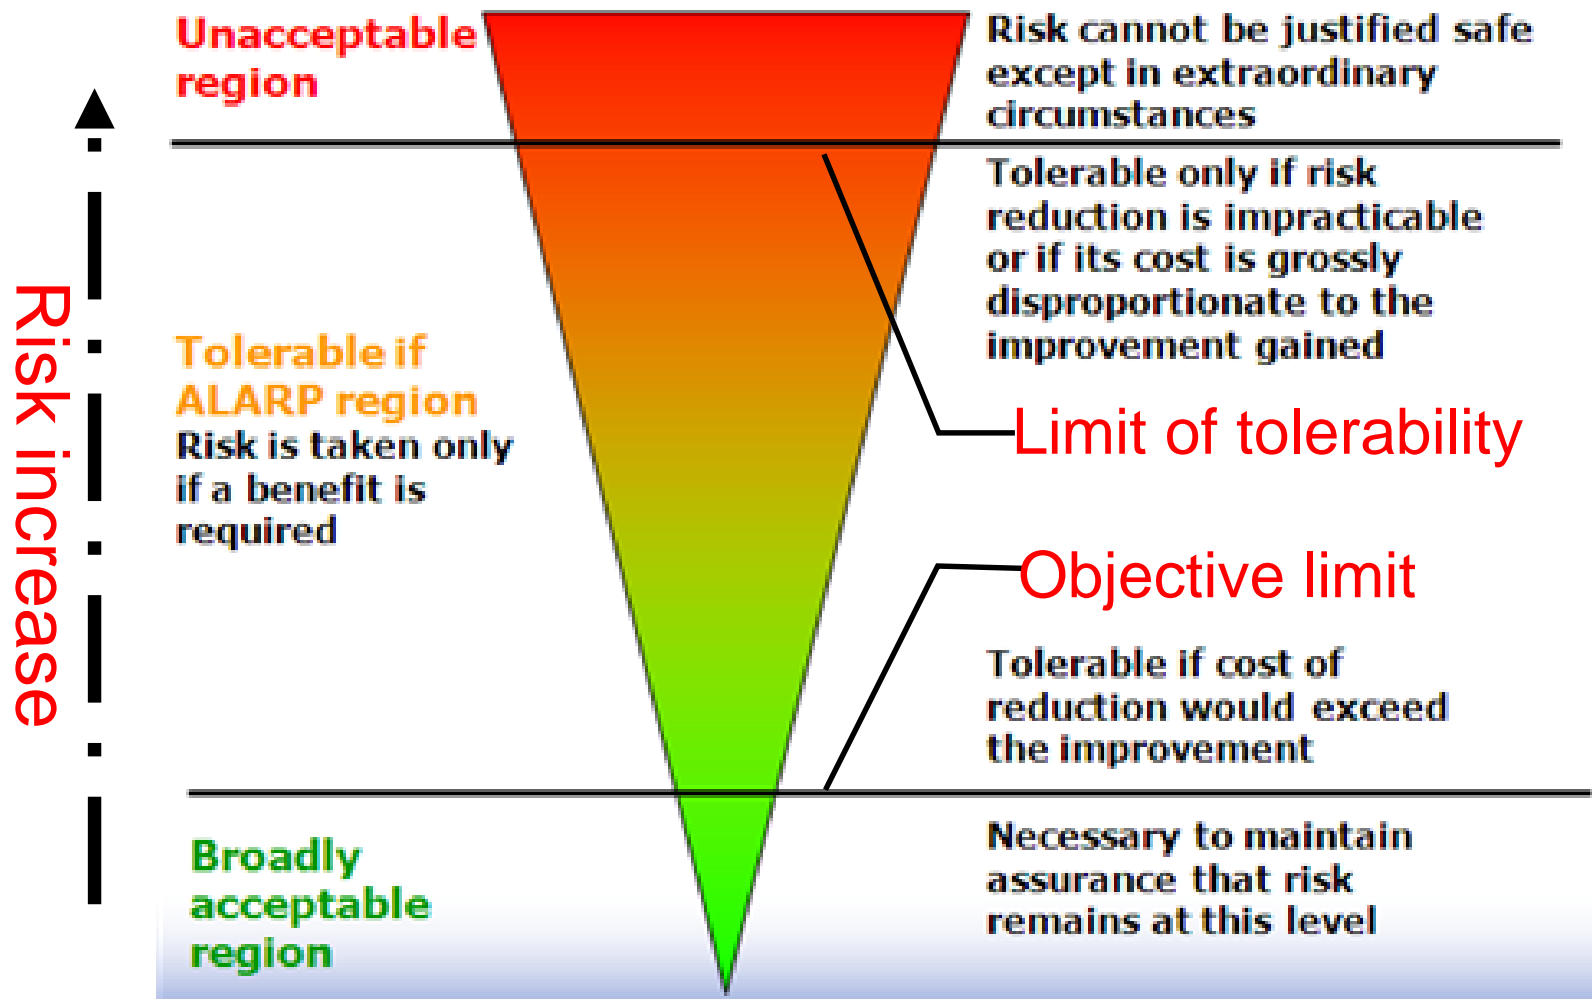 Unacceptable
region
Risk cannot be justified safe
except in extraordinary
circumstances
Risk increase
Tolerable if
ALARP region
Risk is taken only
if a benefit is
required
Tolerable only if risk
reduction is impracticable
or if its cost is grossly
disproportionate to the
improvement gained
Limit of tolerability
Objective limit
Tolerable if cost of
reduction would exceed
the improvement
Broadly
acceptable
region
Necessary to maintain
assurance that risk
remains at this level